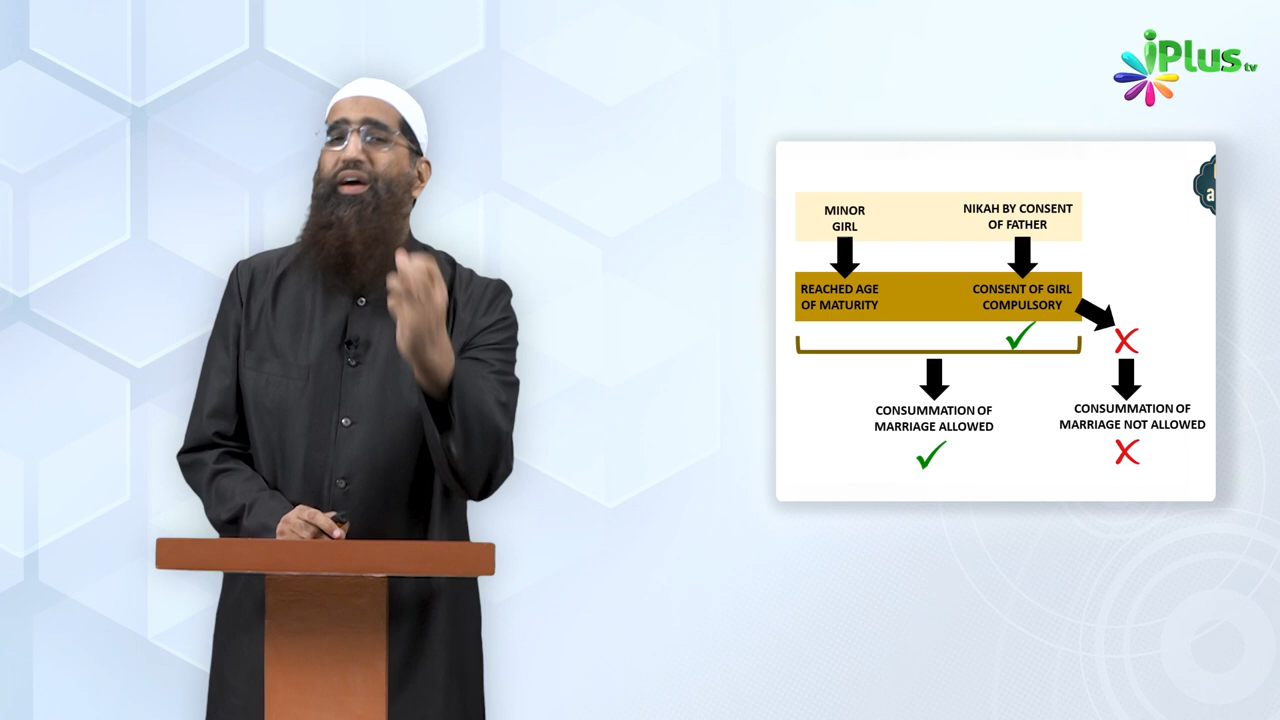 iPlus tv
MINOR
GIRL
NIKAH BY CONSENT
OF FATHER
REACHED AGE
OF MATURITY
CONSENT OF GIRL
COMPULSORY
CONSUMMATION OF
MARRIAGE ALLOWED
CONSUMMATION OF
MARRIAGE NOT ALLOWED